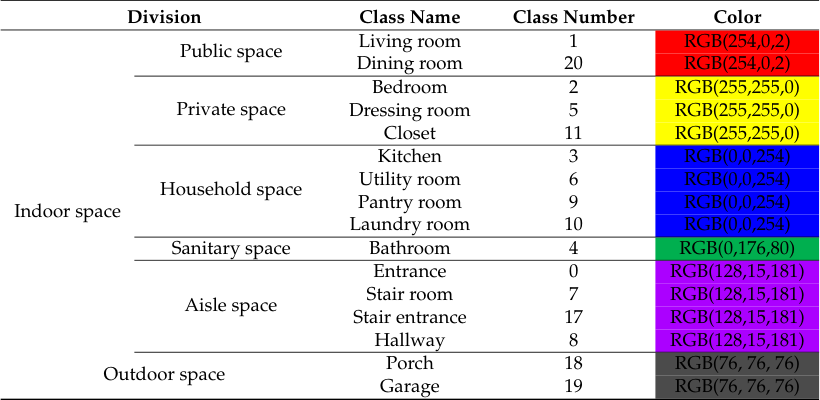 Division Class Name Class Number Color
Indoor space Public space Living room 1 RGB(254,0,2)
Dining room 20 RGB(254,0,2)
Private space Bedroom 2 RGB(255,255,0)
Dressing room 5 RGB(255,255,0)
Closet 11 RGB(255,255,0)
Household space Kitchen 3 RGB(0,0,254)
Utility room 6 RGB(0,0,254)
Pantry room 9 RGB(0,0,254)
Laundry room 10 RGB(0,0,254)
Sanitary space Bathroom 4 RGB(0,176,80)
Aisle space Entrance 0 RGB(128,15,181)
Stair room 7 RGB(128,15,181)
Stair entrance 17 RGB(128,15,181)
Hallway 8 RGB(128,15,181)
Outdoor space Porch 18 RGB(76, 76, 76)
Garage 19 RGB(76, 76, 76)